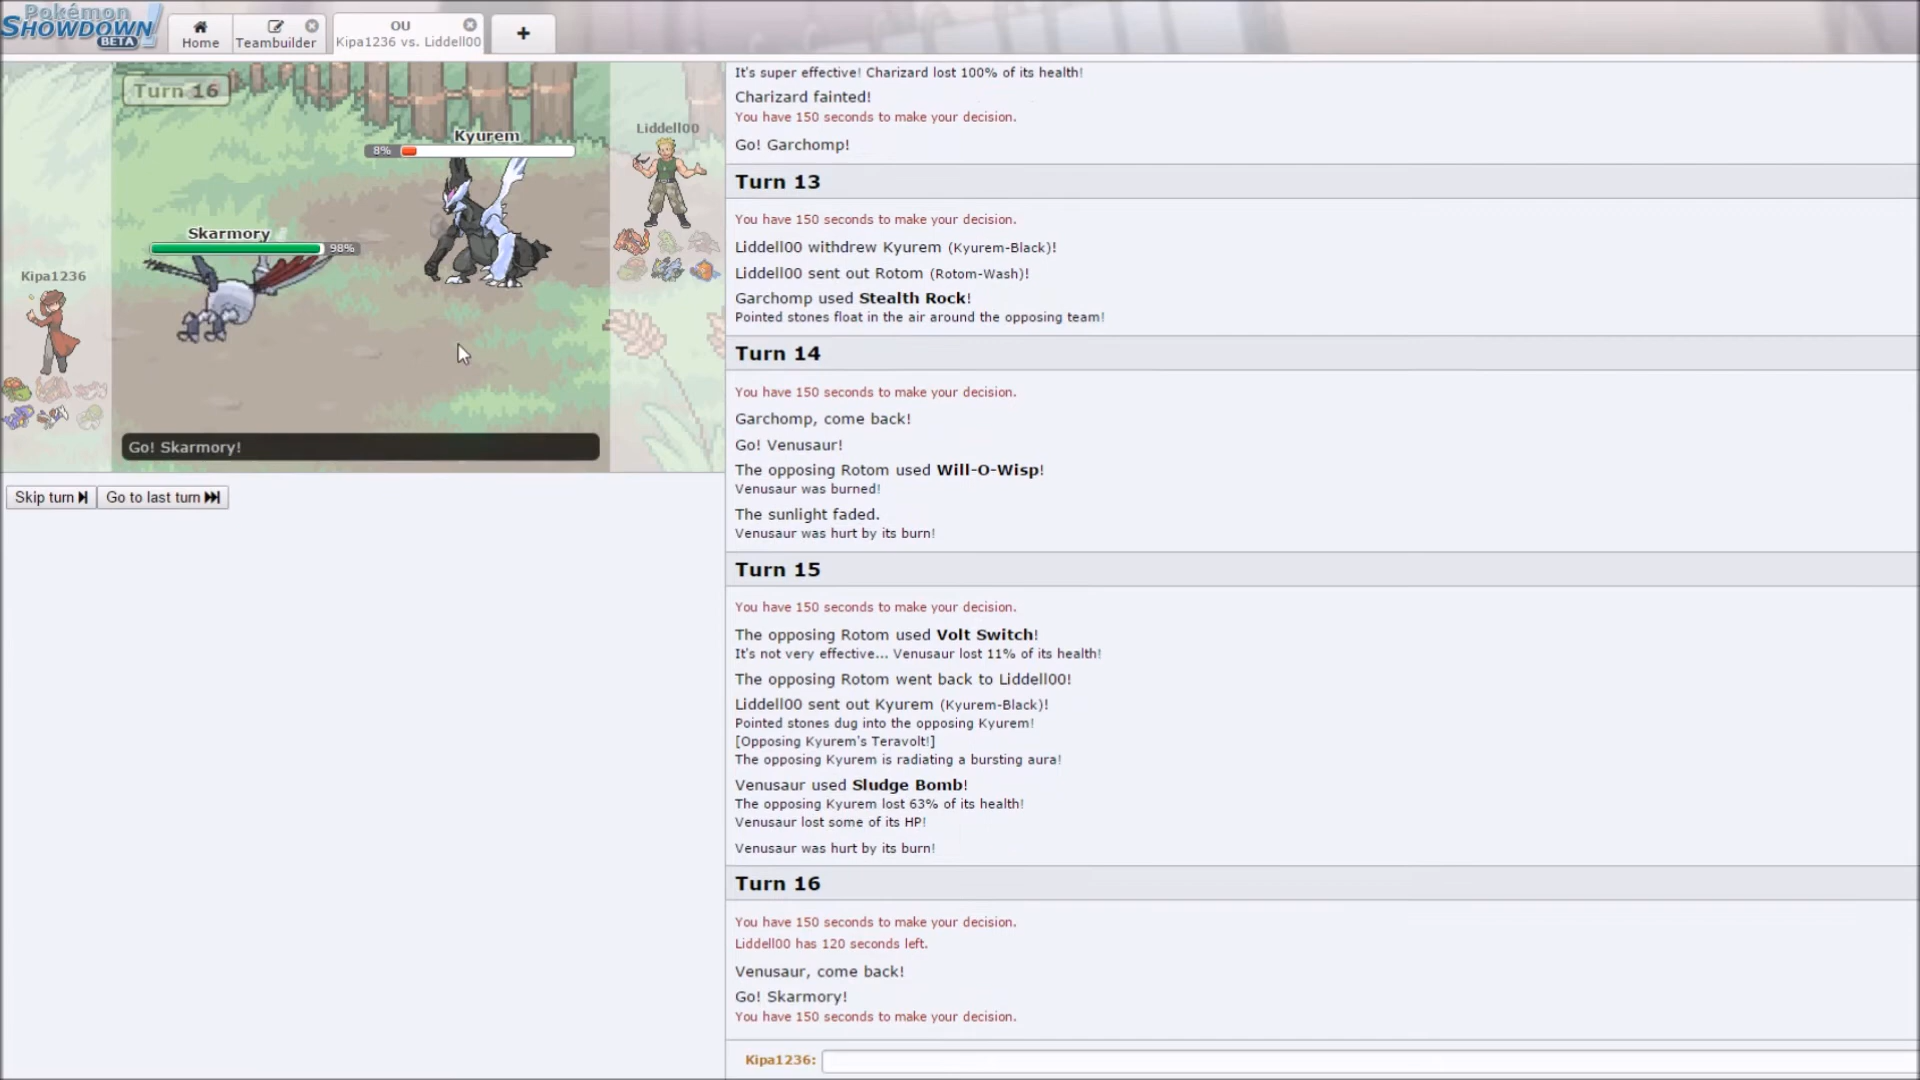 Pokémon
SHOWDOWN
BETA
Home
Teambuilder
OU
Kipa1236 vs. Liddell00
+
Turn 16
Kyurem
8%
Liddell00
Skarmory
98%
Kipa1236
Go! Skarmory!
Skip turn
Go to last turn
It's super effective! Charizard lost 100% of its health!
Charizard fainted!
You have 150 seconds to make your decision.
Go! Garchomp!
Turn 13
You have 150 seconds to make your decision.
Liddell00 withdrew Kyurem (Kyurem-Black)!
Liddell00 sent out Rotom (Rotom-Wash)!
Garchomp used Stealth Rock!
Pointed stones float in the air around the opposing team!
Turn 14
You have 150 seconds to make your decision.
Garchomp, come back!
Go! Venusaur!
The opposing Rotom used Will-O-Wisp!
Venusaur was burned!
The sunlight faded.
Venusaur was hurt by its burn!
Turn 15
You have 150 seconds to make your decision.
The opposing Rotom used Volt Switch!
It's not very effective... Venusaur lost 11% of its health!
The opposing Rotom went back to Liddell00!
Liddell00 sent out Kyurem (Kyurem-Black)!
Pointed stones dug into the opposing Kyurem!
[Opposing Kyurem's Teravolt!]
The opposing Kyurem is radiating a bursting aura!
Venusaur used Sludge Bomb!
The opposing Kyurem lost 63% of its health!
Venusaur lost some of its HP!
Venusaur was hurt by its burn!
Turn 16
You have 150 seconds to make your decision.
Liddell00 has 120 seconds left.
Venusaur, come back!
Go! Skarmory!
You have 150 seconds to make your decision.
Kipa1236: